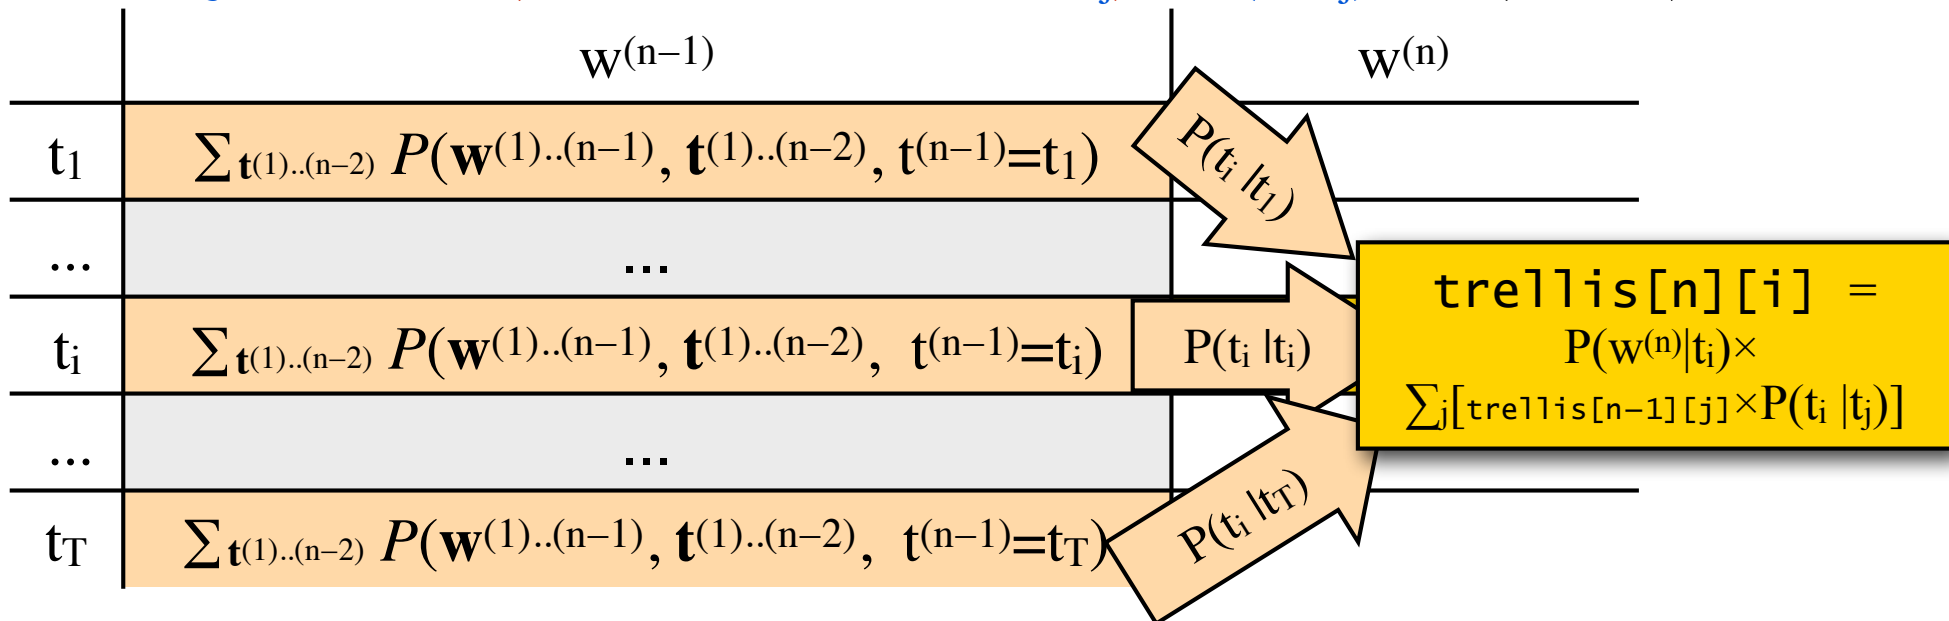 w⁽ⁿ⁻¹⁾ w⁽ⁿ⁾
t₁ ∑ₜ(1)..(n–2) P(w(1)..(n–1), t(1)..(n–2), t(n–1)=t₁) P(tᵢ |t₁)
... ...
tᵢ ∑ₜ(1)..(n–2) P(w(1)..(n–1), t(1)..(n–2), t(n–1)=tᵢ) P(tᵢ |tᵢ)
trellis[n][i] =
P(w(n)|tᵢ)×
∑j[trellis[n–1][j]×P(tᵢ |tj)]
... ...
tT ∑ₜ(1)..(n–2) P(w(1)..(n–1), t(1)..(n–2), t(n–1)=tT) P(tᵢ |tT)